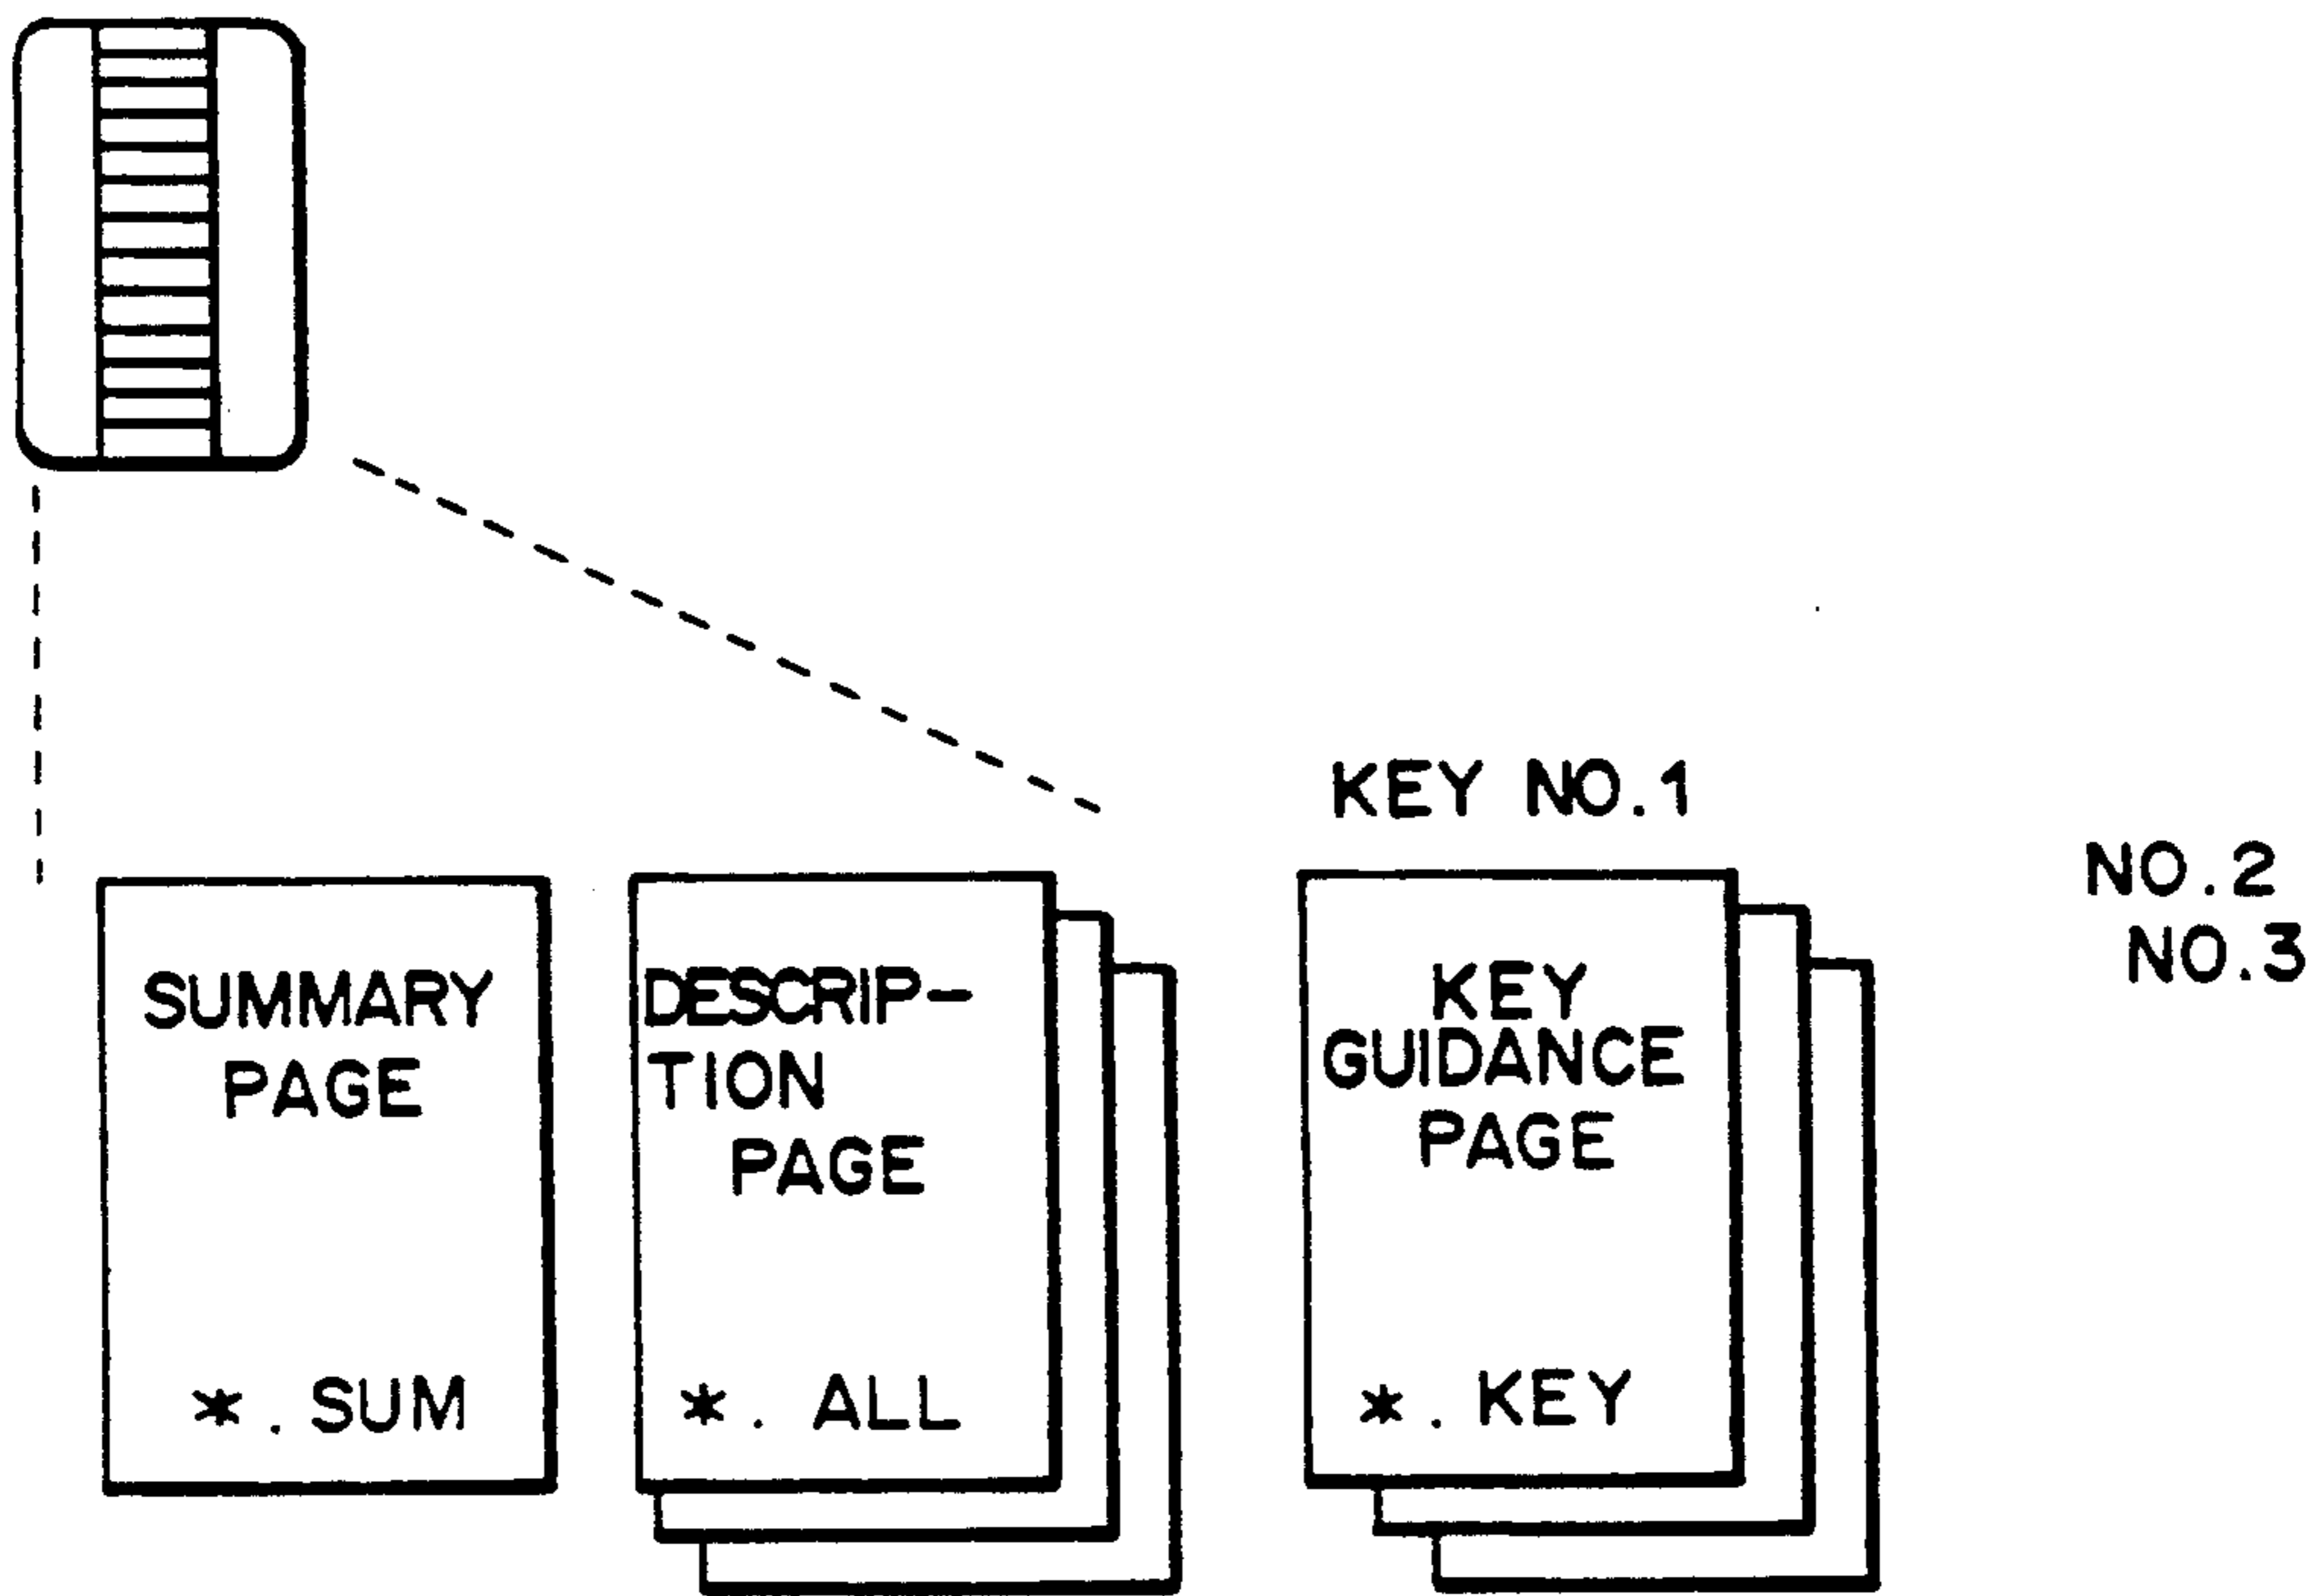 KEY NO.1
NO.2
NO.3
SUMMARY
PAGE
*.SUM
DESCRIP-
TION
PAGE
*. ALL
KEY
GUIDANCE
PAGE
*. KEY